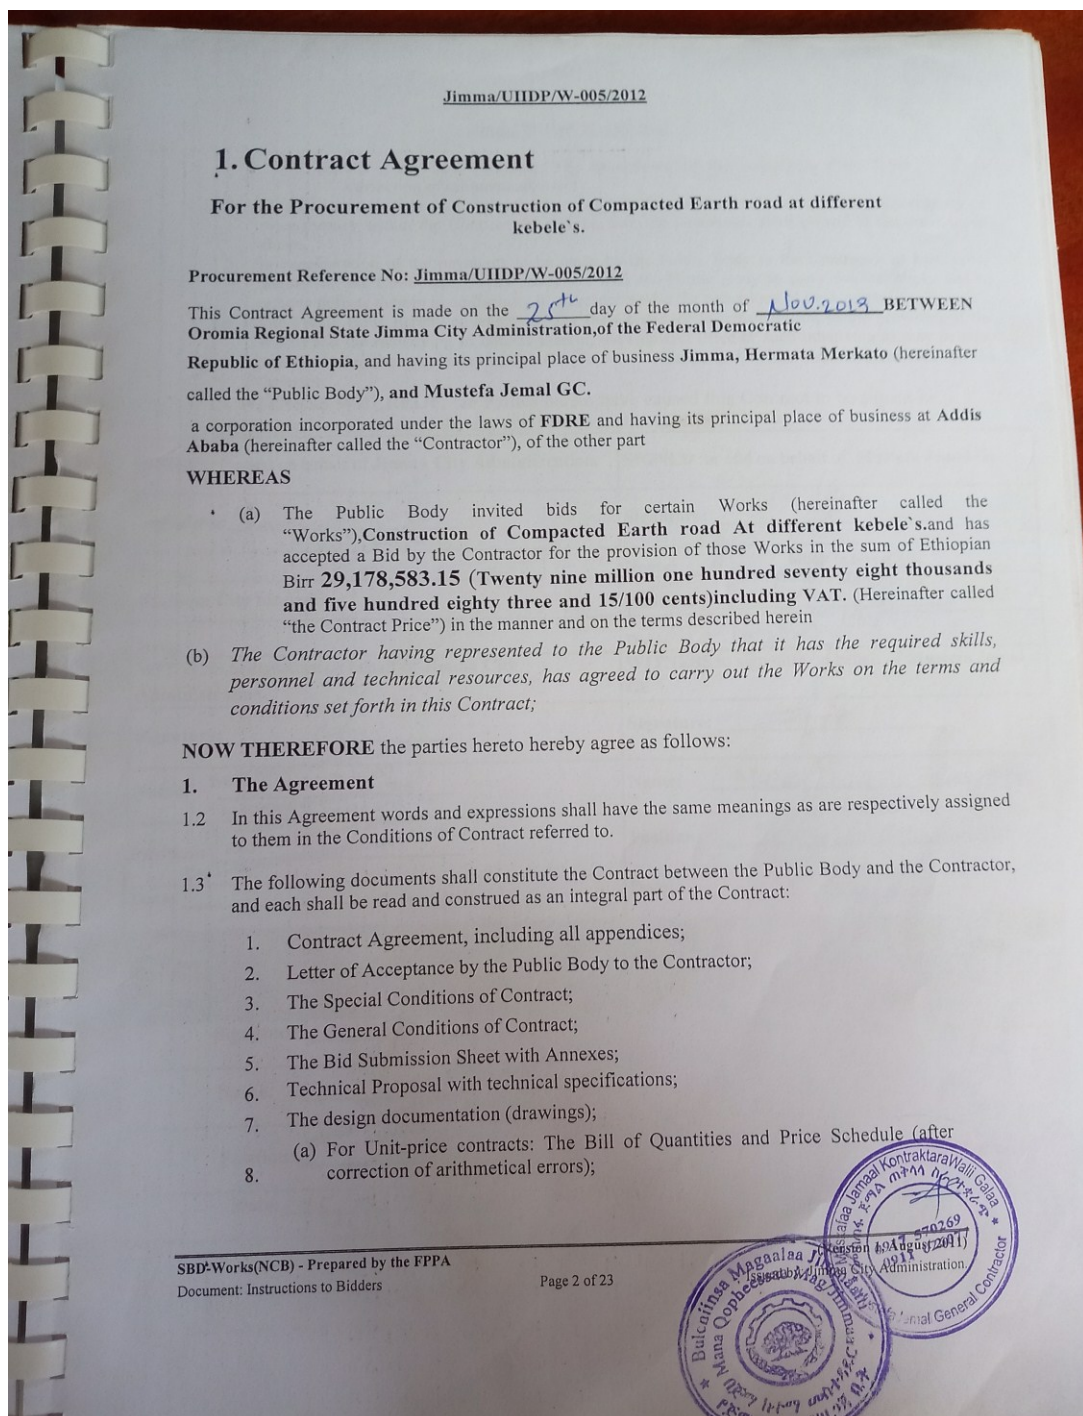 Jimma/UIIDP/W-005/2012
1. Contract Agreement
For the Procurement of Construction of Compacted Earth road at different
kebele`s.
Procurement Reference No: Jimma/UIIDP/W-005/2012
This Contract Agreement is made on the 25th day of the month of Nov.2019 BETWEEN
Oromia Regional State Jimma City Administration,of the Federal Democratic
Republic of Ethiopia, and having its principal place of business Jimma, Hermata Merkato (hereinafter
called the “Public Body”), and Mustefa Jemal GC.
a corporation incorporated under the laws of FDRE and having its principal place of business at Addis
Ababa (hereinafter called the “Contractor”), of the other part
WHEREAS
(a) The Public Body invited bids for certain Works (hereinafter called the
“Works”),Construction of Compacted Earth road At different kebele`s.and has
accepted a Bid by the Contractor for the provision of those Works in the sum of Ethiopian
Birr 29,178,583.15 (Twenty nine million one hundred seventy eight thousands
and five hundred eighty three and 15/100 cents)including VAT. (Hereinafter called
“the Contract Price”) in the manner and on the terms described herein
(b) The Contractor having represented to the Public Body that it has the required skills,
personnel and technical resources, has agreed to carry out the Works on the terms and
conditions set forth in this Contract;
NOW THEREFORE the parties hereto hereby agree as follows:
1. The Agreement
1.2 In this Agreement words and expressions shall have the same meanings as are respectively assigned
to them in the Conditions of Contract referred to.
1.3 The following documents shall constitute the Contract between the Public Body and the Contractor,
and each shall be read and construed as an integral part of the Contract:
1. Contract Agreement, including all appendices;
2. Letter of Acceptance by the Public Body to the Contractor;
3. The Special Conditions of Contract;
4. The General Conditions of Contract;
5. The Bid Submission Sheet with Annexes;
6. Technical Proposal with technical specifications;
7. The design documentation (drawings);
(a) For Unit-price contracts: The Bill of Quantities and Price Schedule (after
8. correction of arithmetical errors);
SBD-Works(NCB) - Prepared by the FPPA
Document: Instructions to Bidders
Page 2 of 23
August 2011)
Issued by: Jimma City Administration.
Jamaal KontraktaraWalii Galaa
Jemal General Contractor
Magaalaa
Mana Qopheessaa Mag/Jimmaa